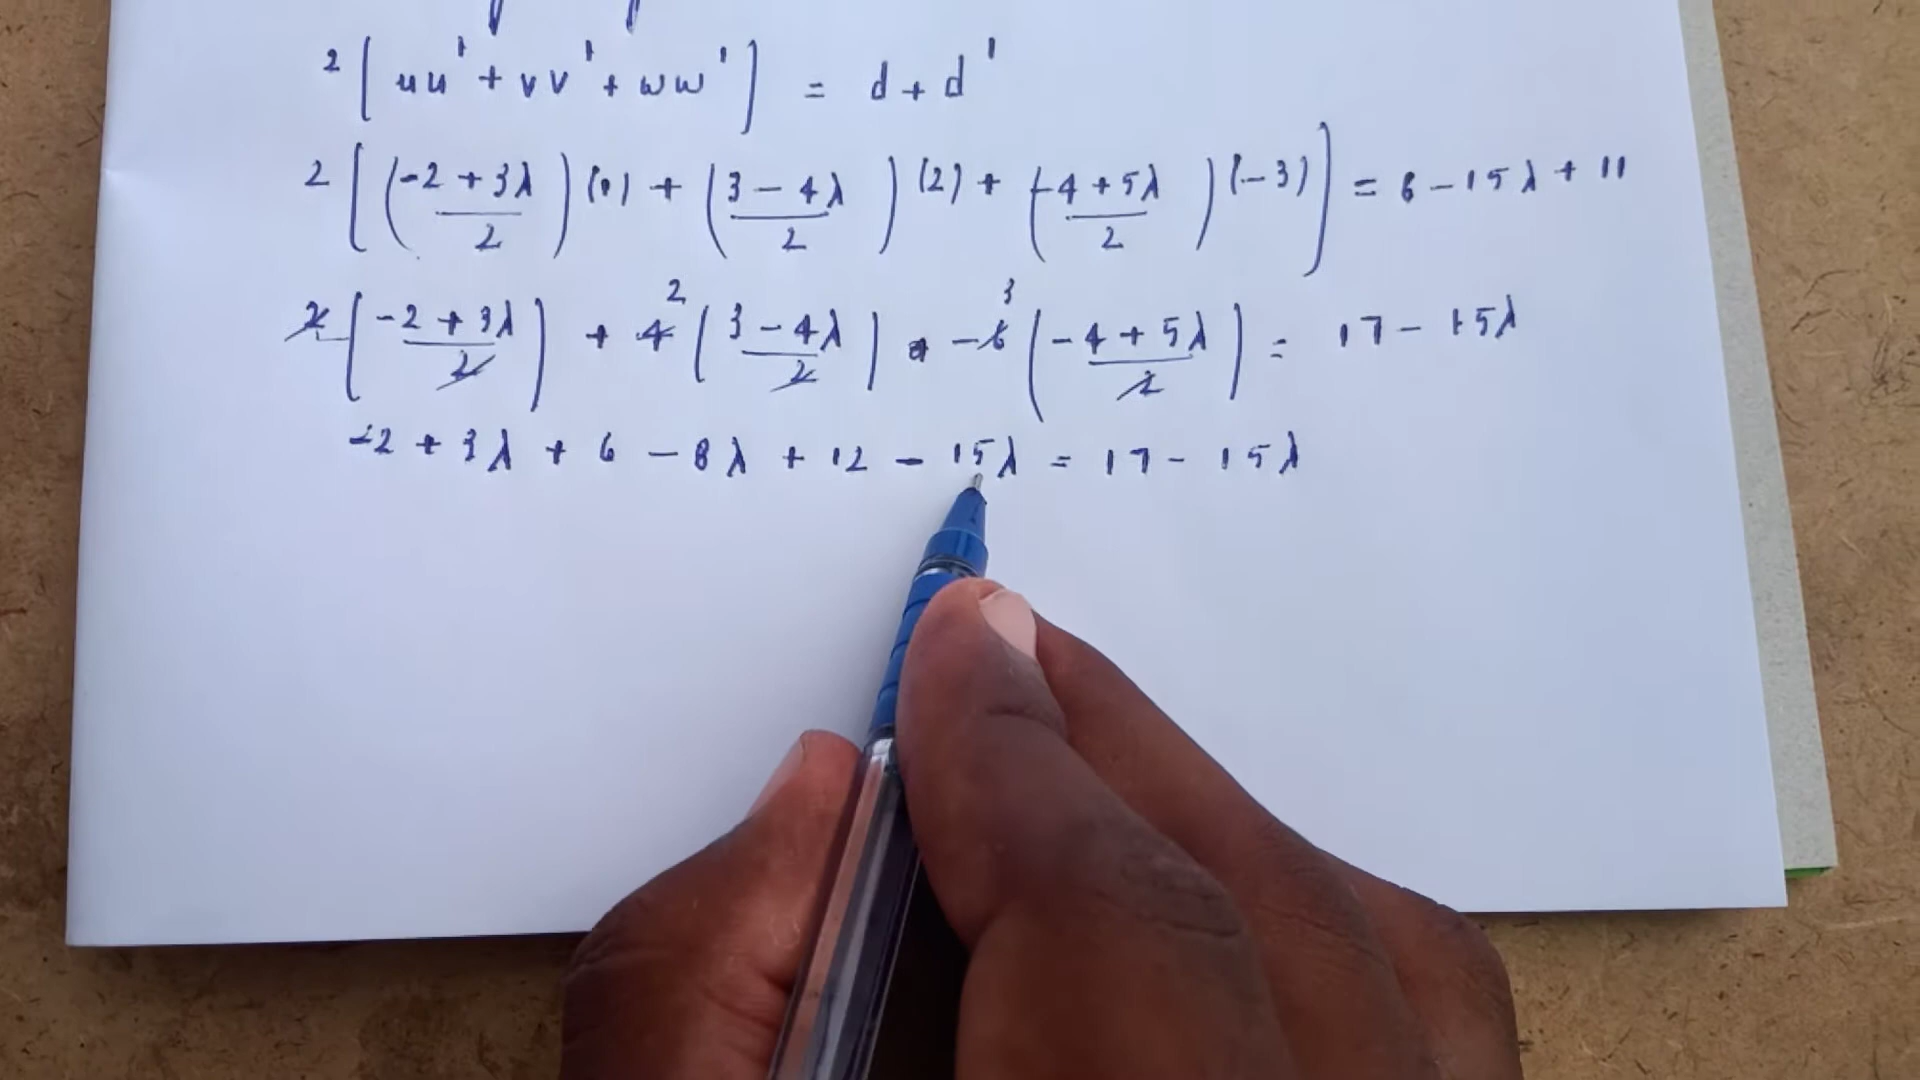 2 [ uu' + vv' + ww' ] = d + d'
2 [ ( -2 + 3λ / 2 ) (1) + ( 3 - 4λ / 2 ) (2) + ( -4 + 5λ / 2 ) (-3) ] = 6 - 15λ + 11
2 [ -2 + 3λ / 2 ] + 4 2 ( 3 - 4λ / 2 ) - 6 3 ( -4 + 5λ / 2 ) = 17 - 15λ
-2 + 3λ + 6 - 8λ + 12 - 15λ = 17 - 15λ